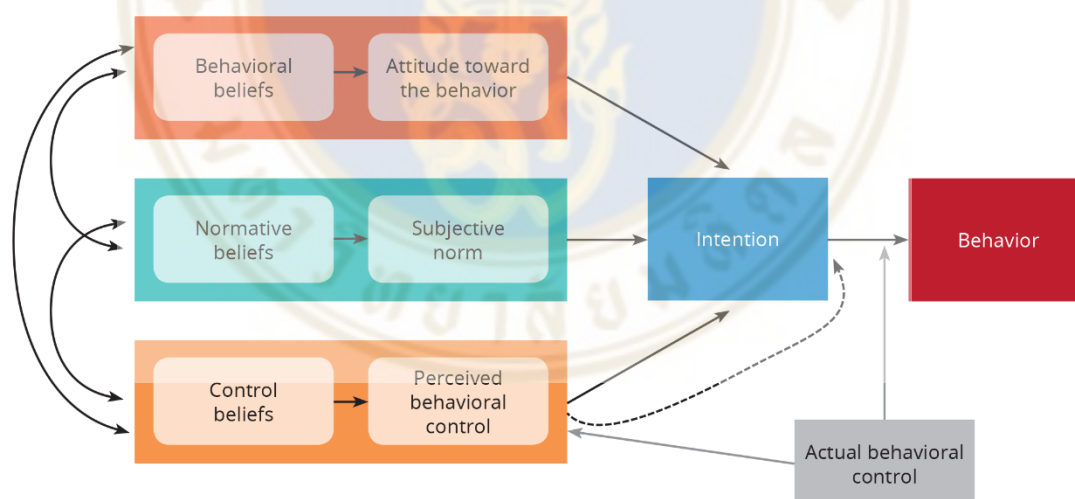 Behavioral
beliefs
Attitude toward
the behavior
Normative
beliefs
Subjective
norm
Intention
Behavior
Control
beliefs
Perceived
behavioral
control
Actual behavioral
control